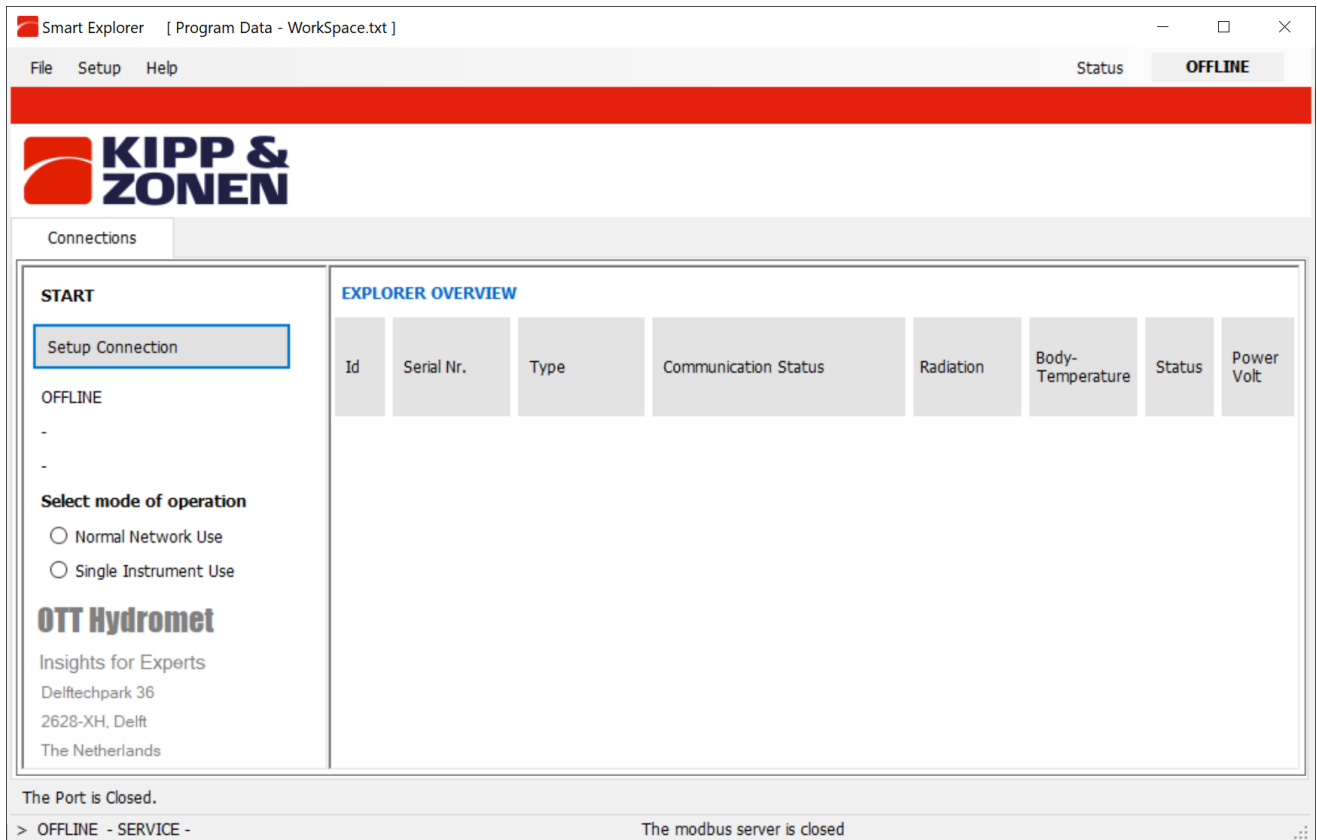 Smart Explorer [ Program Data - WorkSpace.txt ]
File Setup Help Status OFFLINE
KIPP &
ZONEN
Connections
START
Setup Connection
OFFLINE
-
-
Select mode of operation
Normal Network Use
Single Instrument Use
OTT Hydromet
Insights for Experts
Delftechpark 36
2628-XH, Delft
The Netherlands
EXPLORER OVERVIEW
Id Serial Nr. Type Communication Status Radiation Body-
Temperature Status Power
Volt
The Port is Closed.
> OFFLINE - SERVICE - The modbus server is closed